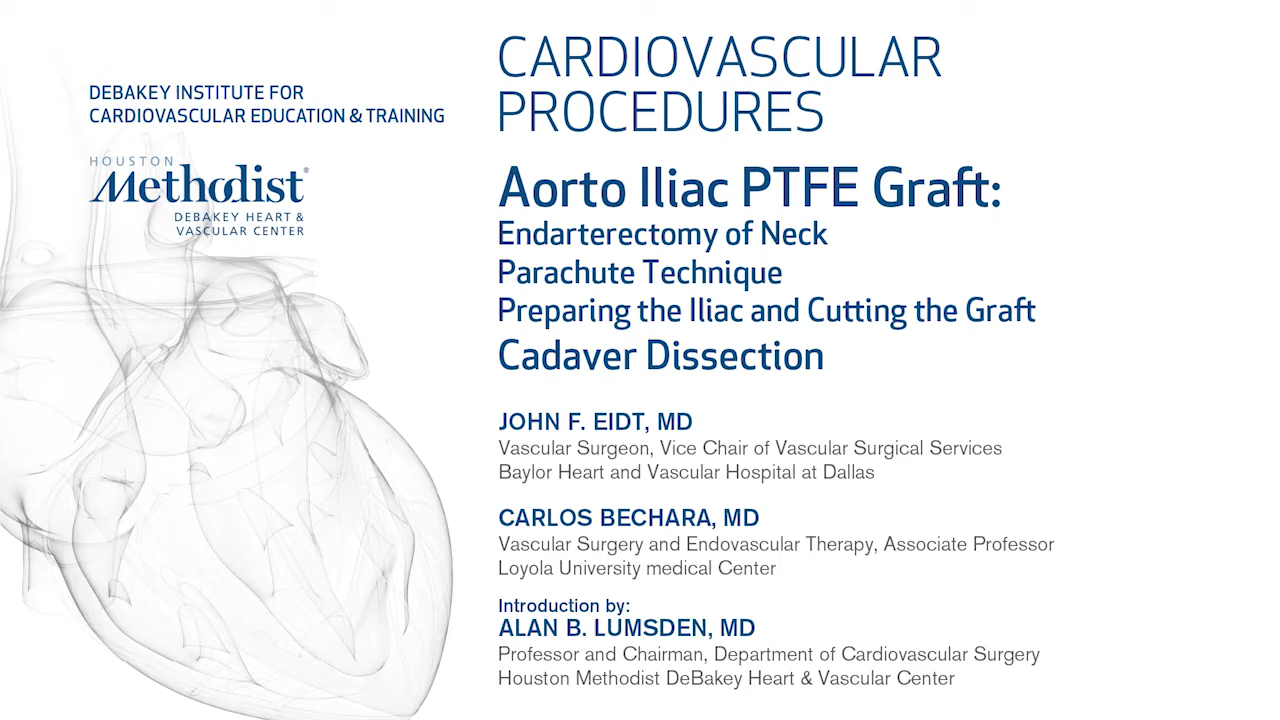 DEBAKEY INSTITUTE FOR
CARDIOVASCULAR EDUCATION & TRAINING
HOUSTON
Methodist®
DEBAKEY HEART &
VASCULAR CENTER
CARDIOVASCULAR
PROCEDURES
Aorto Iliac PTFE Graft:
Endarterectomy of Neck
Parachute Technique
Preparing the Iliac and Cutting the Graft
Cadaver Dissection
JOHN F. EIDT, MD
Vascular Surgeon, Vice Chair of Vascular Surgical Services
Baylor Heart and Vascular Hospital at Dallas
CARLOS BECHARA, MD
Vascular Surgery and Endovascular Therapy, Associate Professor
Loyola University medical Center
Introduction by:
ALAN B. LUMSDEN, MD
Professor and Chairman, Department of Cardiovascular Surgery
Houston Methodist DeBakey Heart & Vascular Center